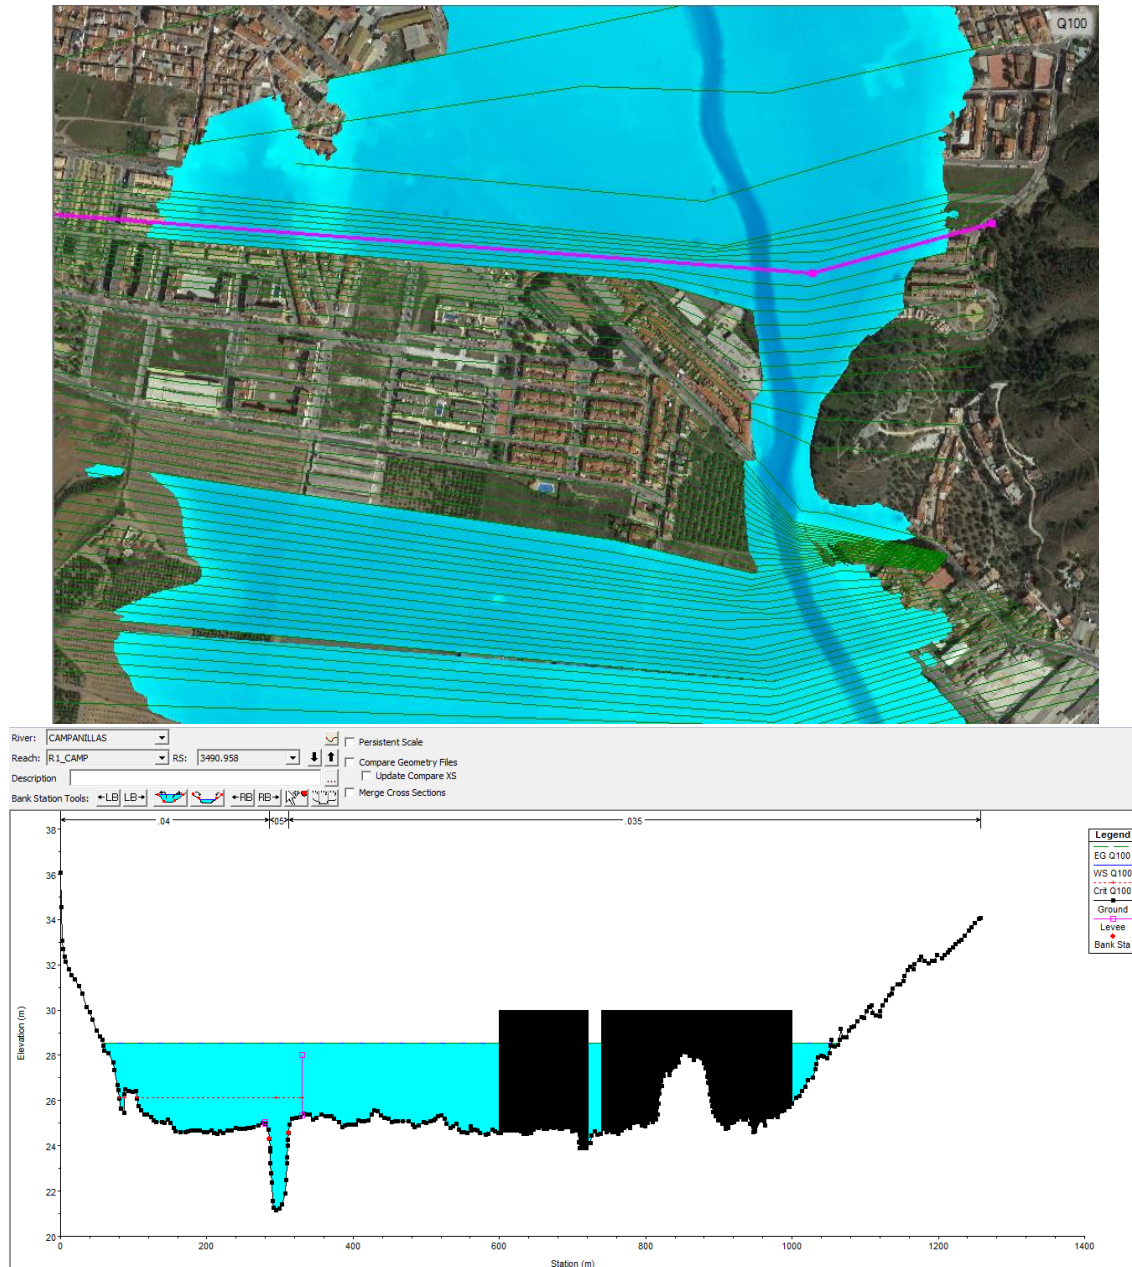 Q100
River: CAMPANILLAS
Persistent Scale
Reach: R1_CAMP RS: 3490.958
Compare Geometry Files
Update Compare XS
Description ...
Merge Cross Sections
Bank Station Tools: ←LB LB→ ←RB RB→
.04 .05 .035
Legend
EG Q100
WS Q100
Crit Q100
Ground
Levee
Bank Sta
Elevation (m)
38
36
34
32
30
28
26
24
22
20
0 200 400 600 800 1000 1200 1400
Station (m)